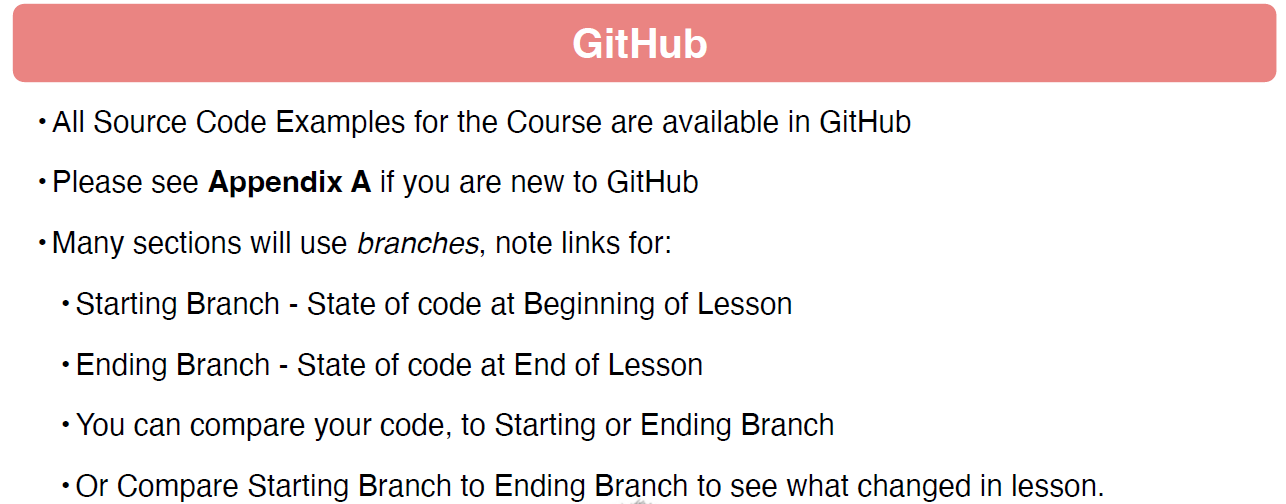 GitHub
• All Source Code Examples for the Course are available in GitHub
• Please see Appendix A if you are new to GitHub
• Many sections will use branches, note links for:
• Starting Branch - State of code at Beginning of Lesson
• Ending Branch - State of code at End of Lesson
• You can compare your code, to Starting or Ending Branch
• Or Compare Starting Branch to Ending Branch to see what changed in lesson.